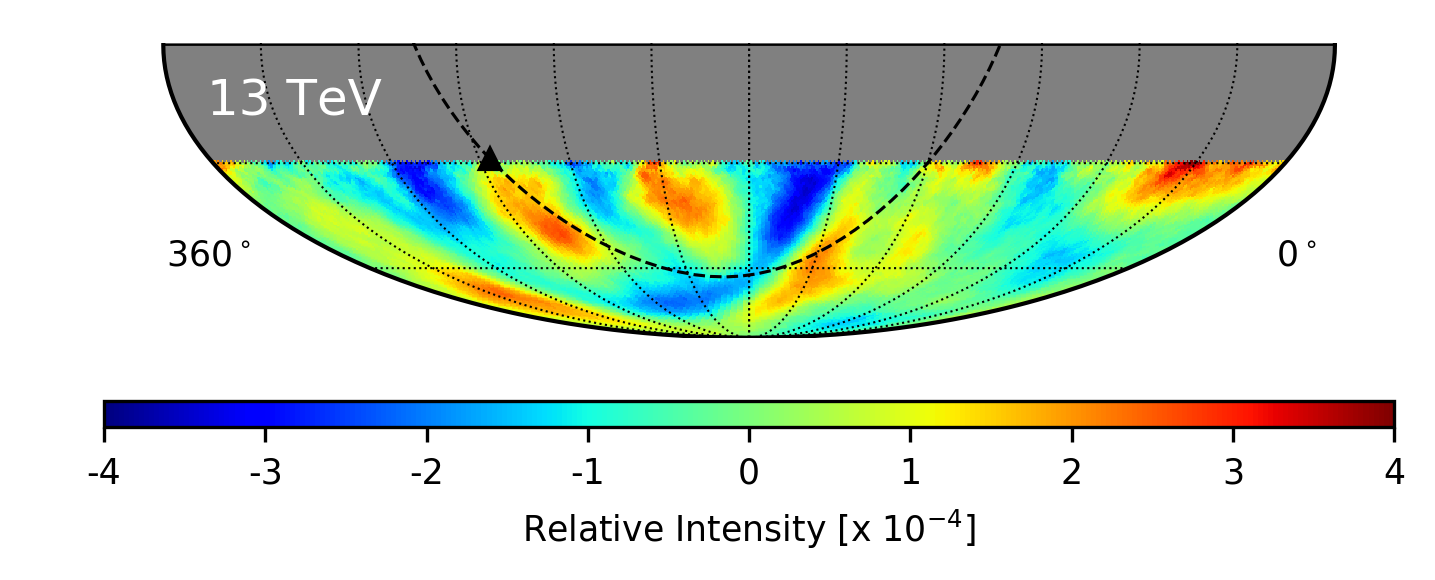 13 TeV
360° 0°
-4 -3 -2 -1 0 1 2 3 4
Relative Intensity [x 10⁻⁴]